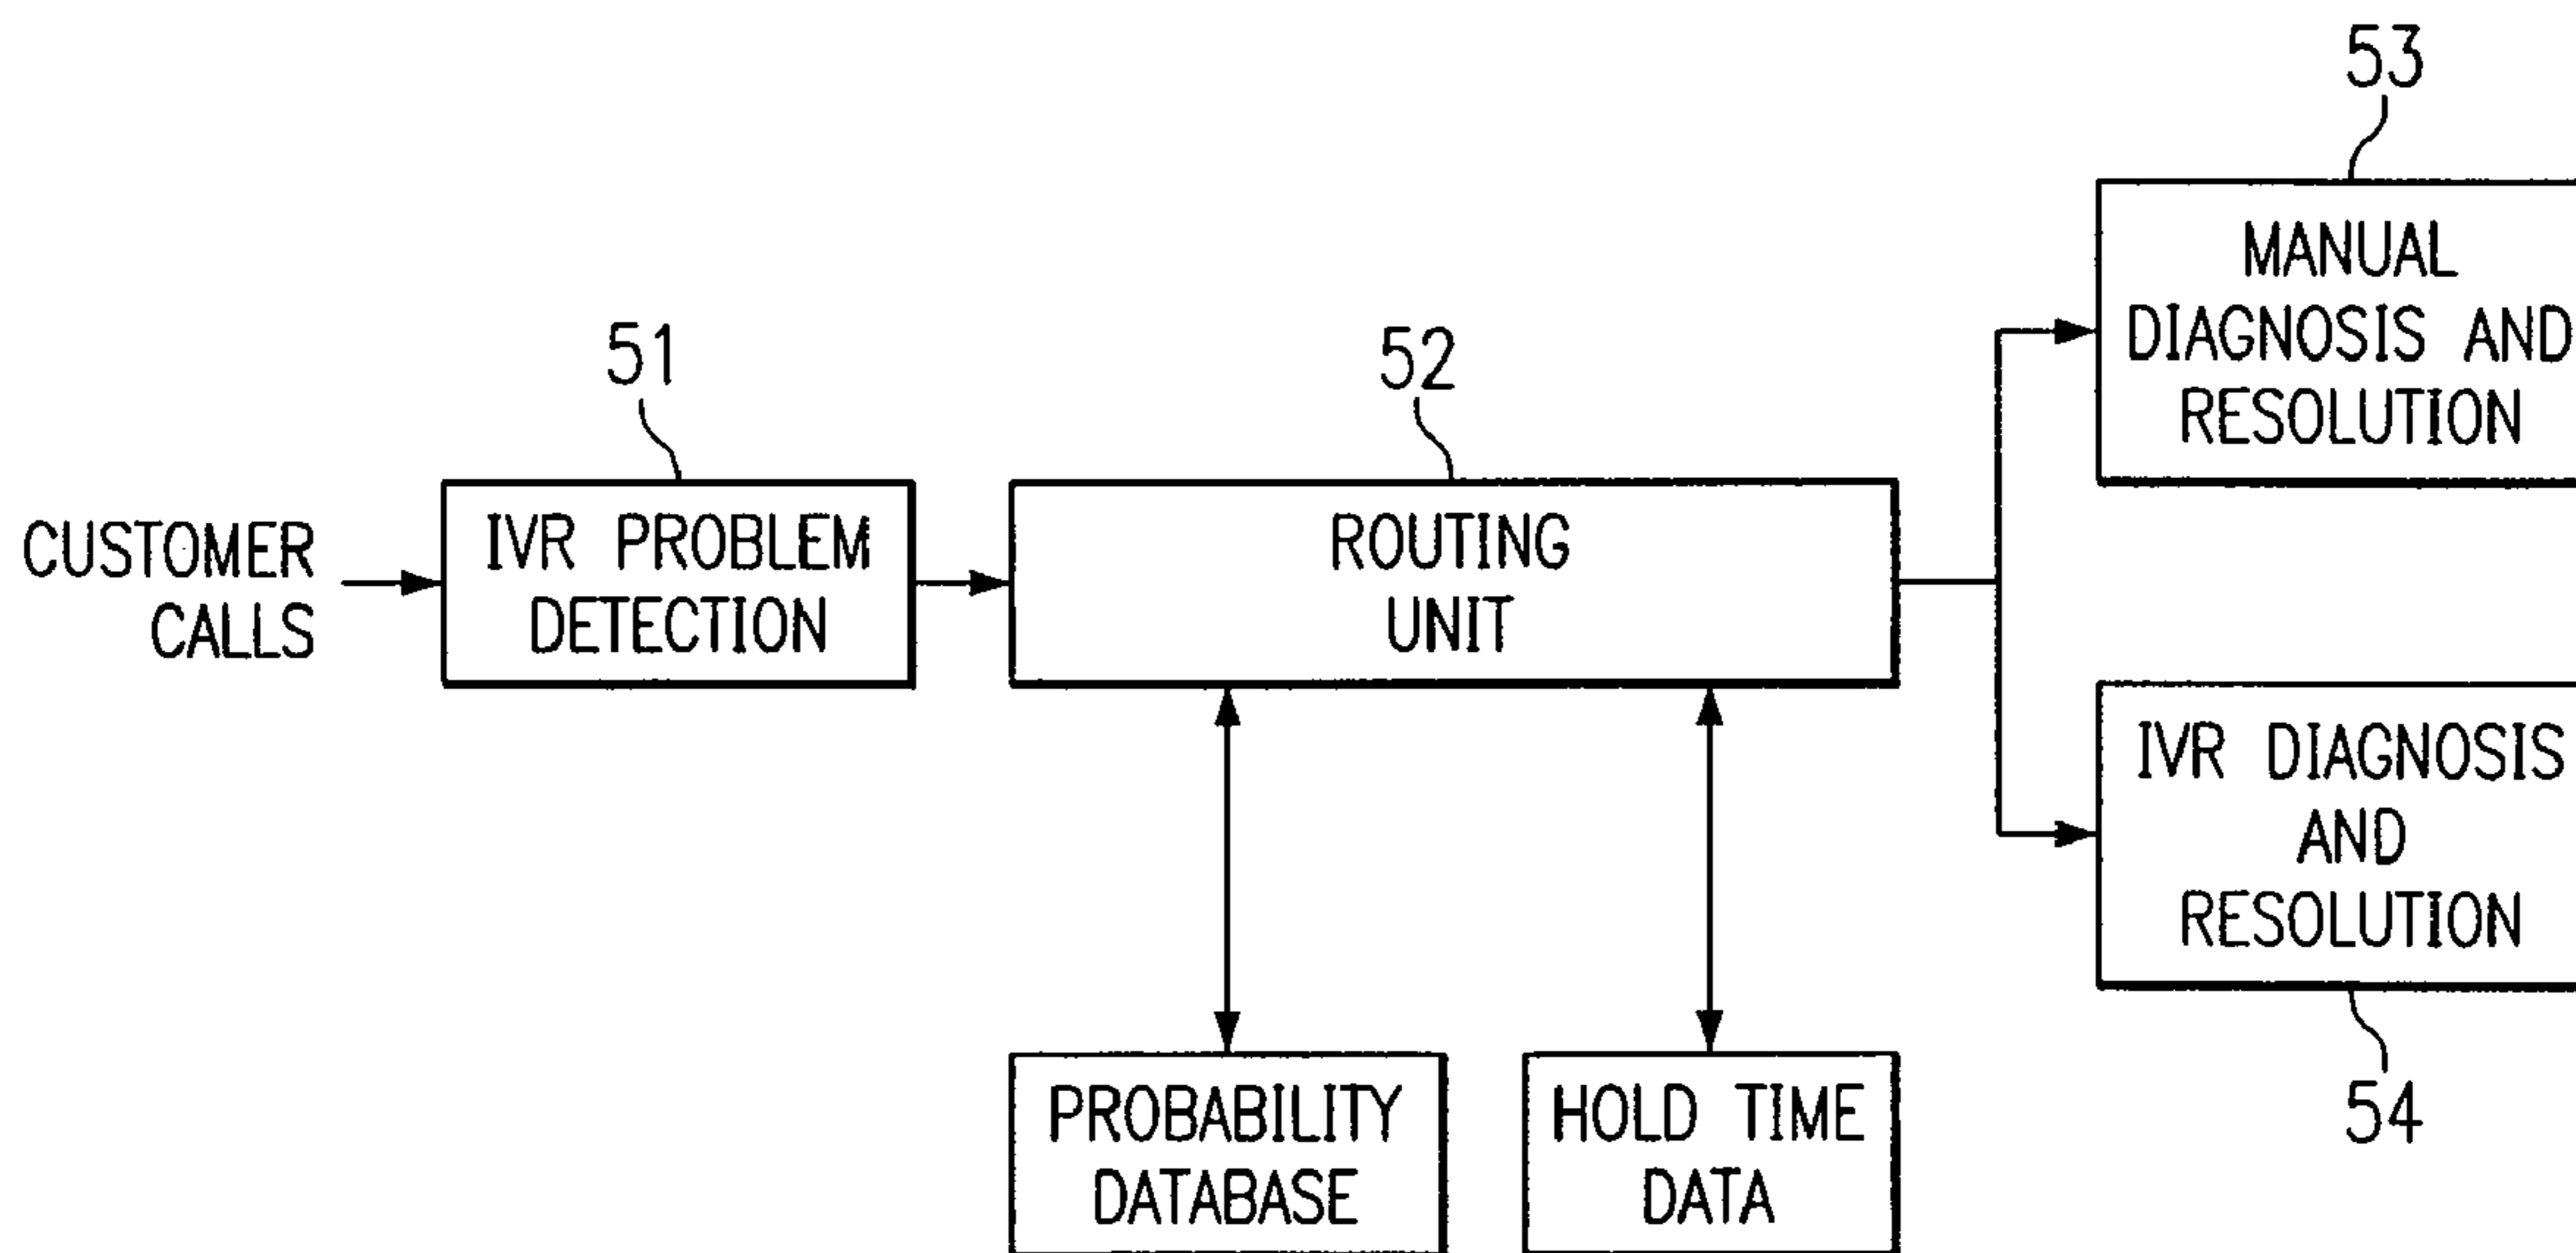 53
MANUAL
DIAGNOSIS AND
RESOLUTION
51
52
CUSTOMER
CALLS
IVR PROBLEM
DETECTION
ROUTING
UNIT
IVR DIAGNOSIS
AND
RESOLUTION
54
PROBABILITY
DATABASE
HOLD TIME
DATA